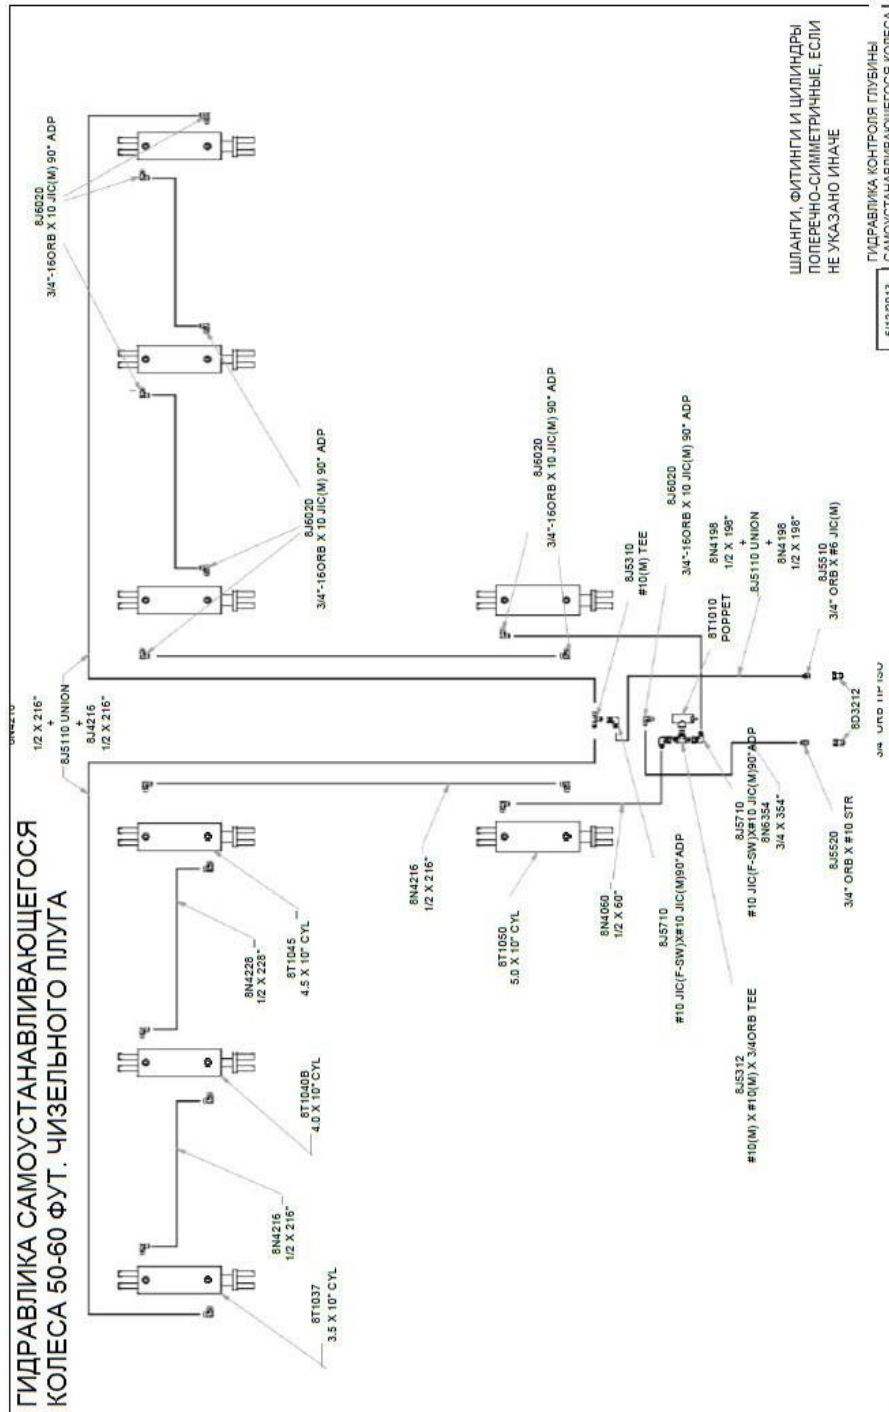 ГИДРАВЛИКА САМОУСТАНАВЛИВАЮЩЕГОСЯ
КОЛЕСА 50-60 ФУТ. ЧИЗЕЛЬНОГО ПЛУГА
1/2 X 216"
+
8J5110 UNION
+
8J4216
1/2 X 216"
8J6020
3/4"-16ORB X 10 JIC(M) 90° ADP
8J6020
3/4"-16ORB X 10 JIC(M) 90° ADP
8T1037
3.5 X 10" CYL
8N4216
1/2 X 216"
8T1040B
4.0 X 10" CYL
8N4228
1/2 X 228"
8T1045
4.5 X 10" CYL
8N4216
1/2 X 216"
8T1050
5.0 X 10" CYL
8N4060
1/2 X 60"
8J5710
#10 JIC(F-SW)X#10 JIC(M)90°ADP
8J5312
#10(M) X #10(M) X 3/4ORB TEE
8J6020
3/4"-16ORB X 10 JIC(M) 90° ADP
8J5310
#10(M) TEE
8J6020
3/4"-16ORB X 10 JIC(M) 90° ADP
8T1010
POPPET
8N4198
1/2 X 198"
+
8J5110 UNION
+
8N4198
1/2 X 198"
8J5510
3/4" ORB X #6 JIC(M)
8J5710
#10 JIC(F-SW)X#10 JIC(M)90°ADP
8N6354
3/4 X 354"
8J5520
3/4" ORB X #10 STR
8D3212
ШЛАНГИ, ФИТИНГИ И ЦИЛИНДРЫ
ПОПЕРЕЧНО-СИММЕТРИЧНЫЕ, ЕСЛИ
НЕ УКАЗАНО ИНАЧЕ
ГИДРАВЛИКА КОНТРОЛЯ ГЛУБИНЫ
САМОУСТАНАВЛИВАЮЩЕГОСЯ КОЛЕСА